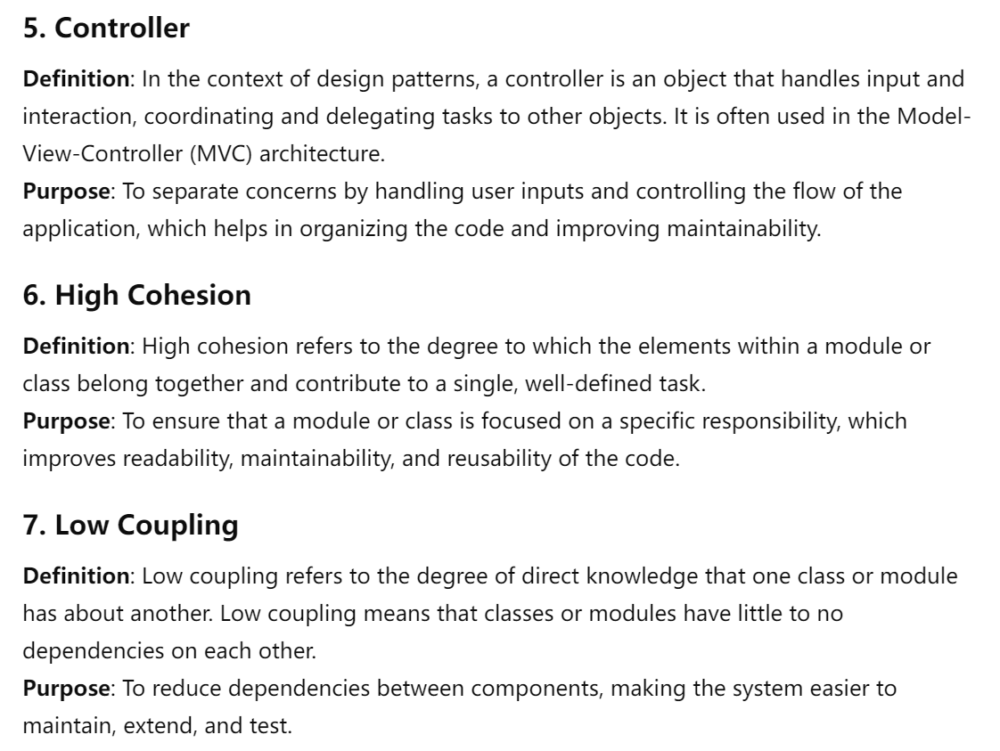 5. Controller
Definition: In the context of design patterns, a controller is an object that handles input and
interaction, coordinating and delegating tasks to other objects. It is often used in the Model-
View-Controller (MVC) architecture.
Purpose: To separate concerns by handling user inputs and controlling the flow of the
application, which helps in organizing the code and improving maintainability.
6. High Cohesion
Definition: High cohesion refers to the degree to which the elements within a module or
class belong together and contribute to a single, well-defined task.
Purpose: To ensure that a module or class is focused on a specific responsibility, which
improves readability, maintainability, and reusability of the code.
7. Low Coupling
Definition: Low coupling refers to the degree of direct knowledge that one class or module
has about another. Low coupling means that classes or modules have little to no
dependencies on each other.
Purpose: To reduce dependencies between components, making the system easier to
maintain, extend, and test.